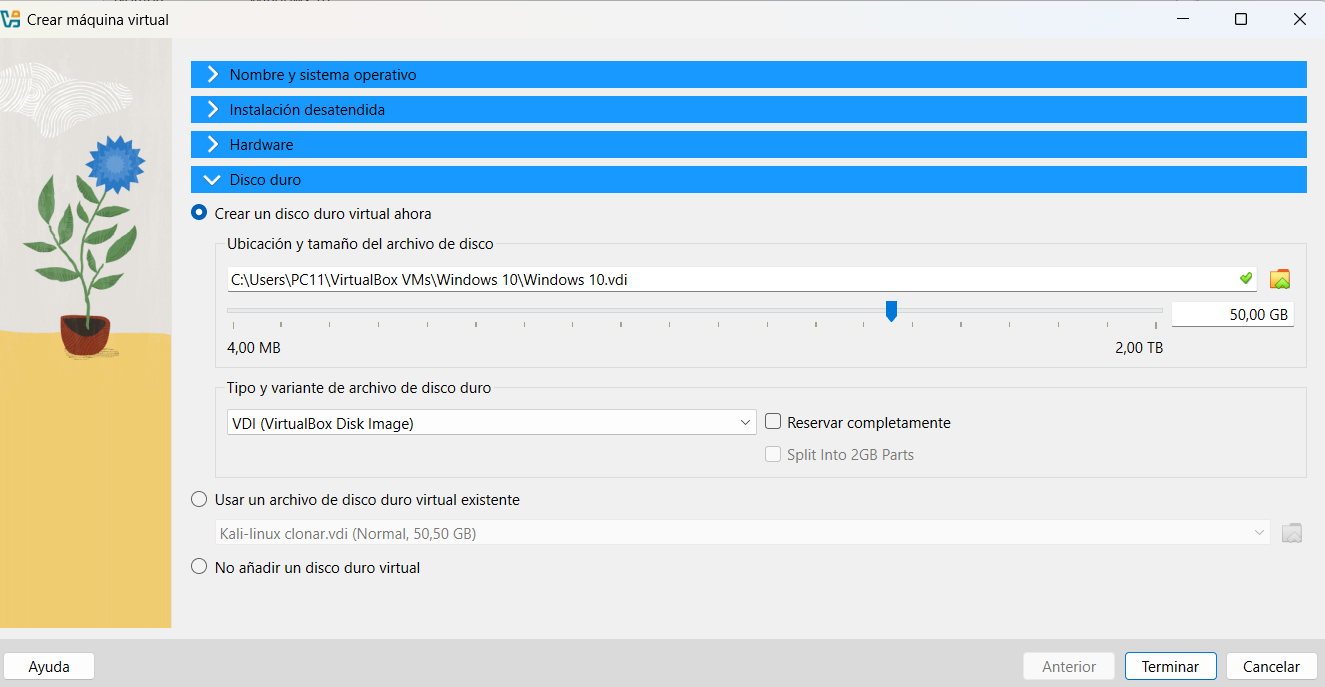 Crear máquina virtual
Nombre y sistema operativo
Instalación desatendida
Hardware
Disco duro
Crear un disco duro virtual ahora
Ubicación y tamaño del archivo de disco
C:\Users\PC11\VirtualBox VMs\Windows 10\Windows 10.vdi
50,00 GB
4,00 MB 2,00 TB
Tipo y variante de archivo de disco duro
VDI (VirtualBox Disk Image) Reservar completamente
Split Into 2GB Parts
Usar un archivo de disco duro virtual existente
Kali-linux clonar.vdi (Normal, 50,50 GB)
No añadir un disco duro virtual
Ayuda Anterior Terminar Cancelar